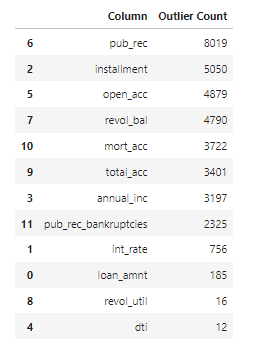 Column Outlier Count
6 pub_rec 8019
2 installment 5050
5 open_acc 4879
7 revol_bal 4790
10 mort_acc 3722
9 total_acc 3401
3 annual_inc 3197
11 pub_rec_bankruptcies 2325
1 int_rate 756
0 loan_amnt 185
8 revol_util 16
4 dti 12